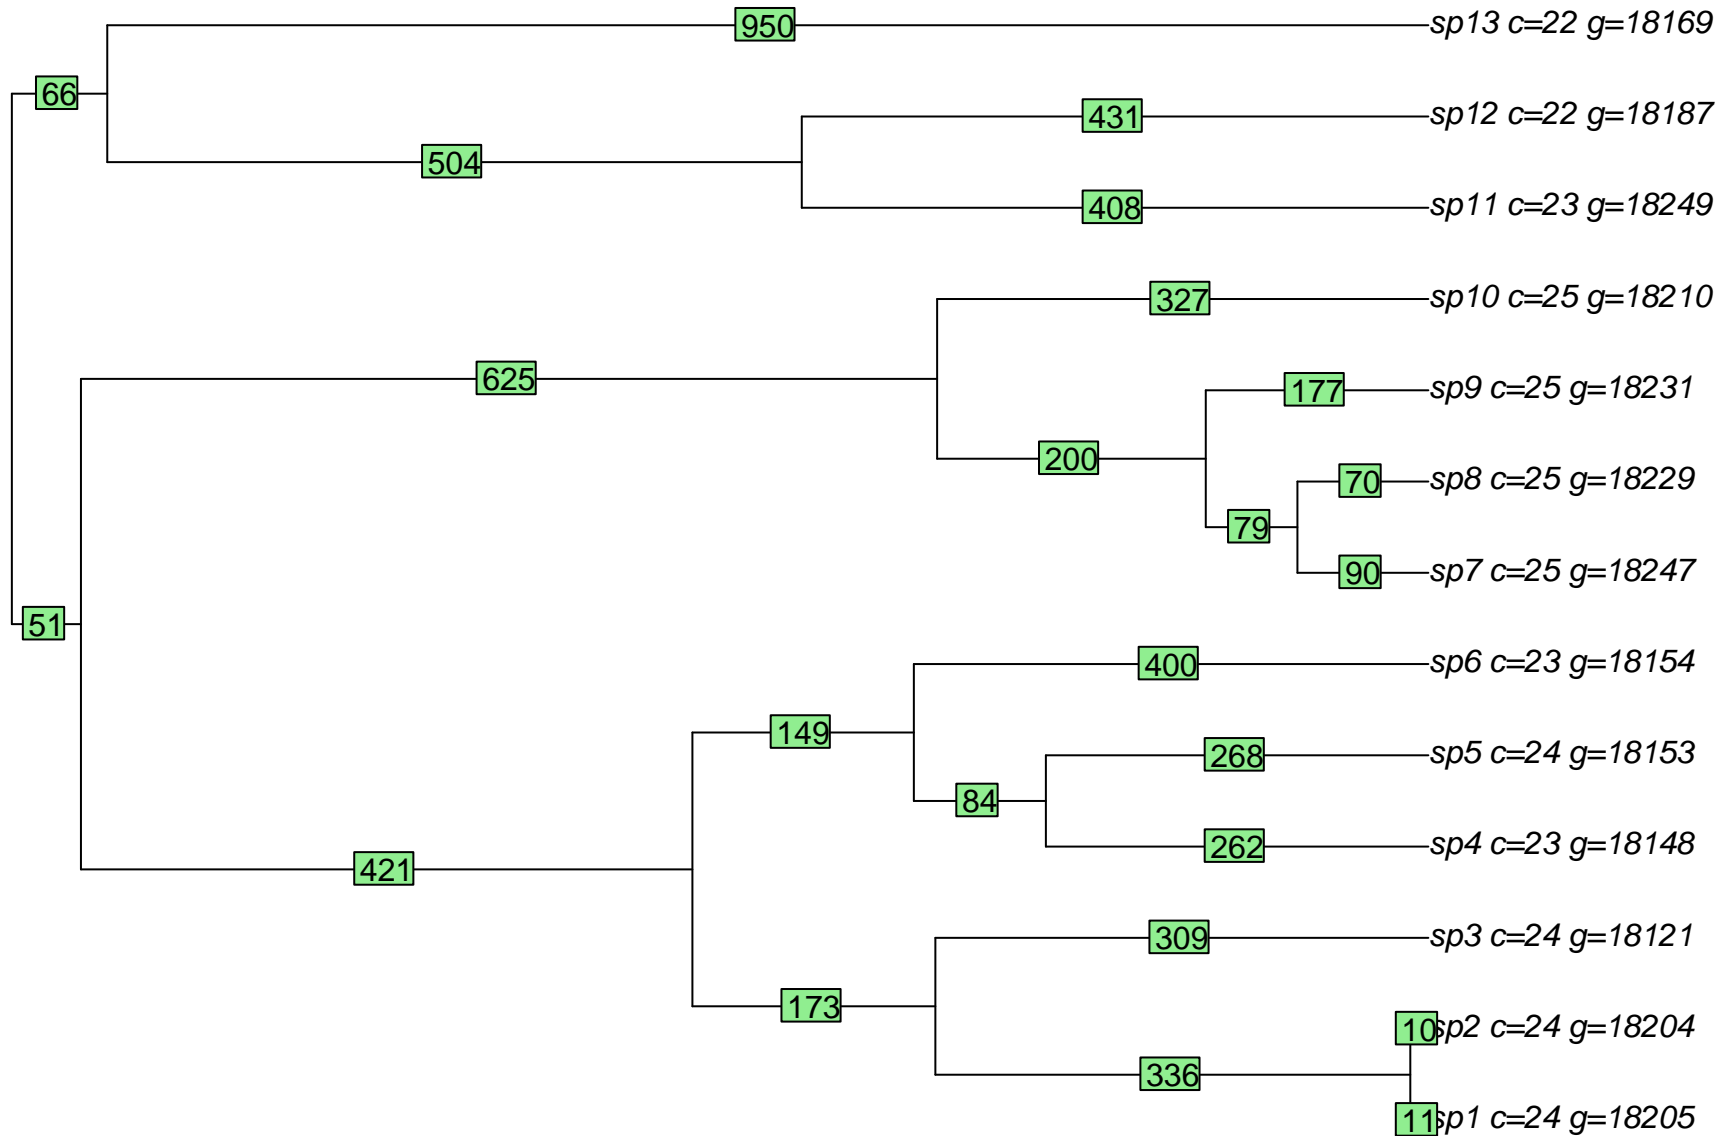 950 sp13 c=22 g=18169
66
431 sp12 c=22 g=18187
504
408 sp11 c=23 g=18249
327 sp10 c=25 g=18210
625
177 sp9 c=25 g=18231
200
70 sp8 c=25 g=18229
79
90 sp7 c=25 g=18247
51
400 sp6 c=23 g=18154
149
268 sp5 c=24 g=18153
84
262 sp4 c=23 g=18148
421
309 sp3 c=24 g=18121
173
10 sp2 c=24 g=18204
336
11 sp1 c=24 g=18205